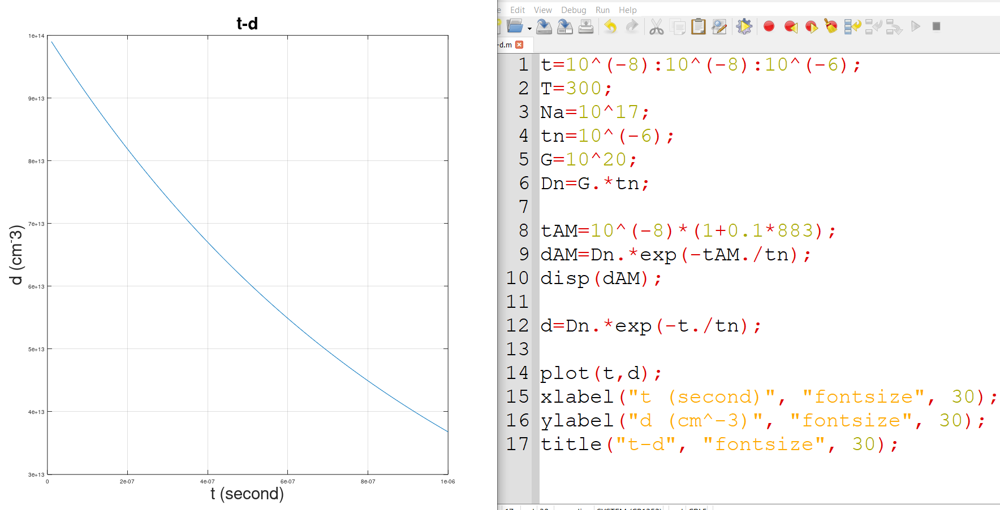 t-d
1e+14
9e+13
8e+13
7e+13
6e+13
5e+13
4e+13
3e+13
0 2e-07 4e-07 6e-07 8e-07 1e-06
t (second)
d (cm-3)
Edit View Debug Run Help
-d.m
1 t=10^(-8):10^(-8):10^(-6);
2 T=300;
3 Na=10^17;
4 tn=10^(-6);
5 G=10^20;
6 Dn=G.*tn;
7
8 tAM=10^(-8)*(1+0.1*883);
9 dAM=Dn.*exp(-tAM./tn);
10 disp(dAM);
11
12 d=Dn.*exp(-t./tn);
13
14 plot(t,d);
15 xlabel("t (second)", "fontsize", 30);
16 ylabel("d (cm^-3)", "fontsize", 30);
17 title("t-d", "fontsize", 30);